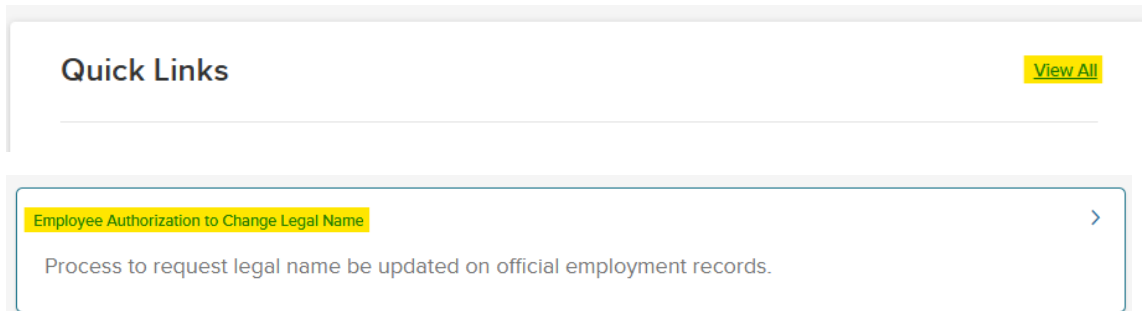 Quick Links
View All
Employee Authorization to Change Legal Name
Process to request legal name be updated on official employment records.